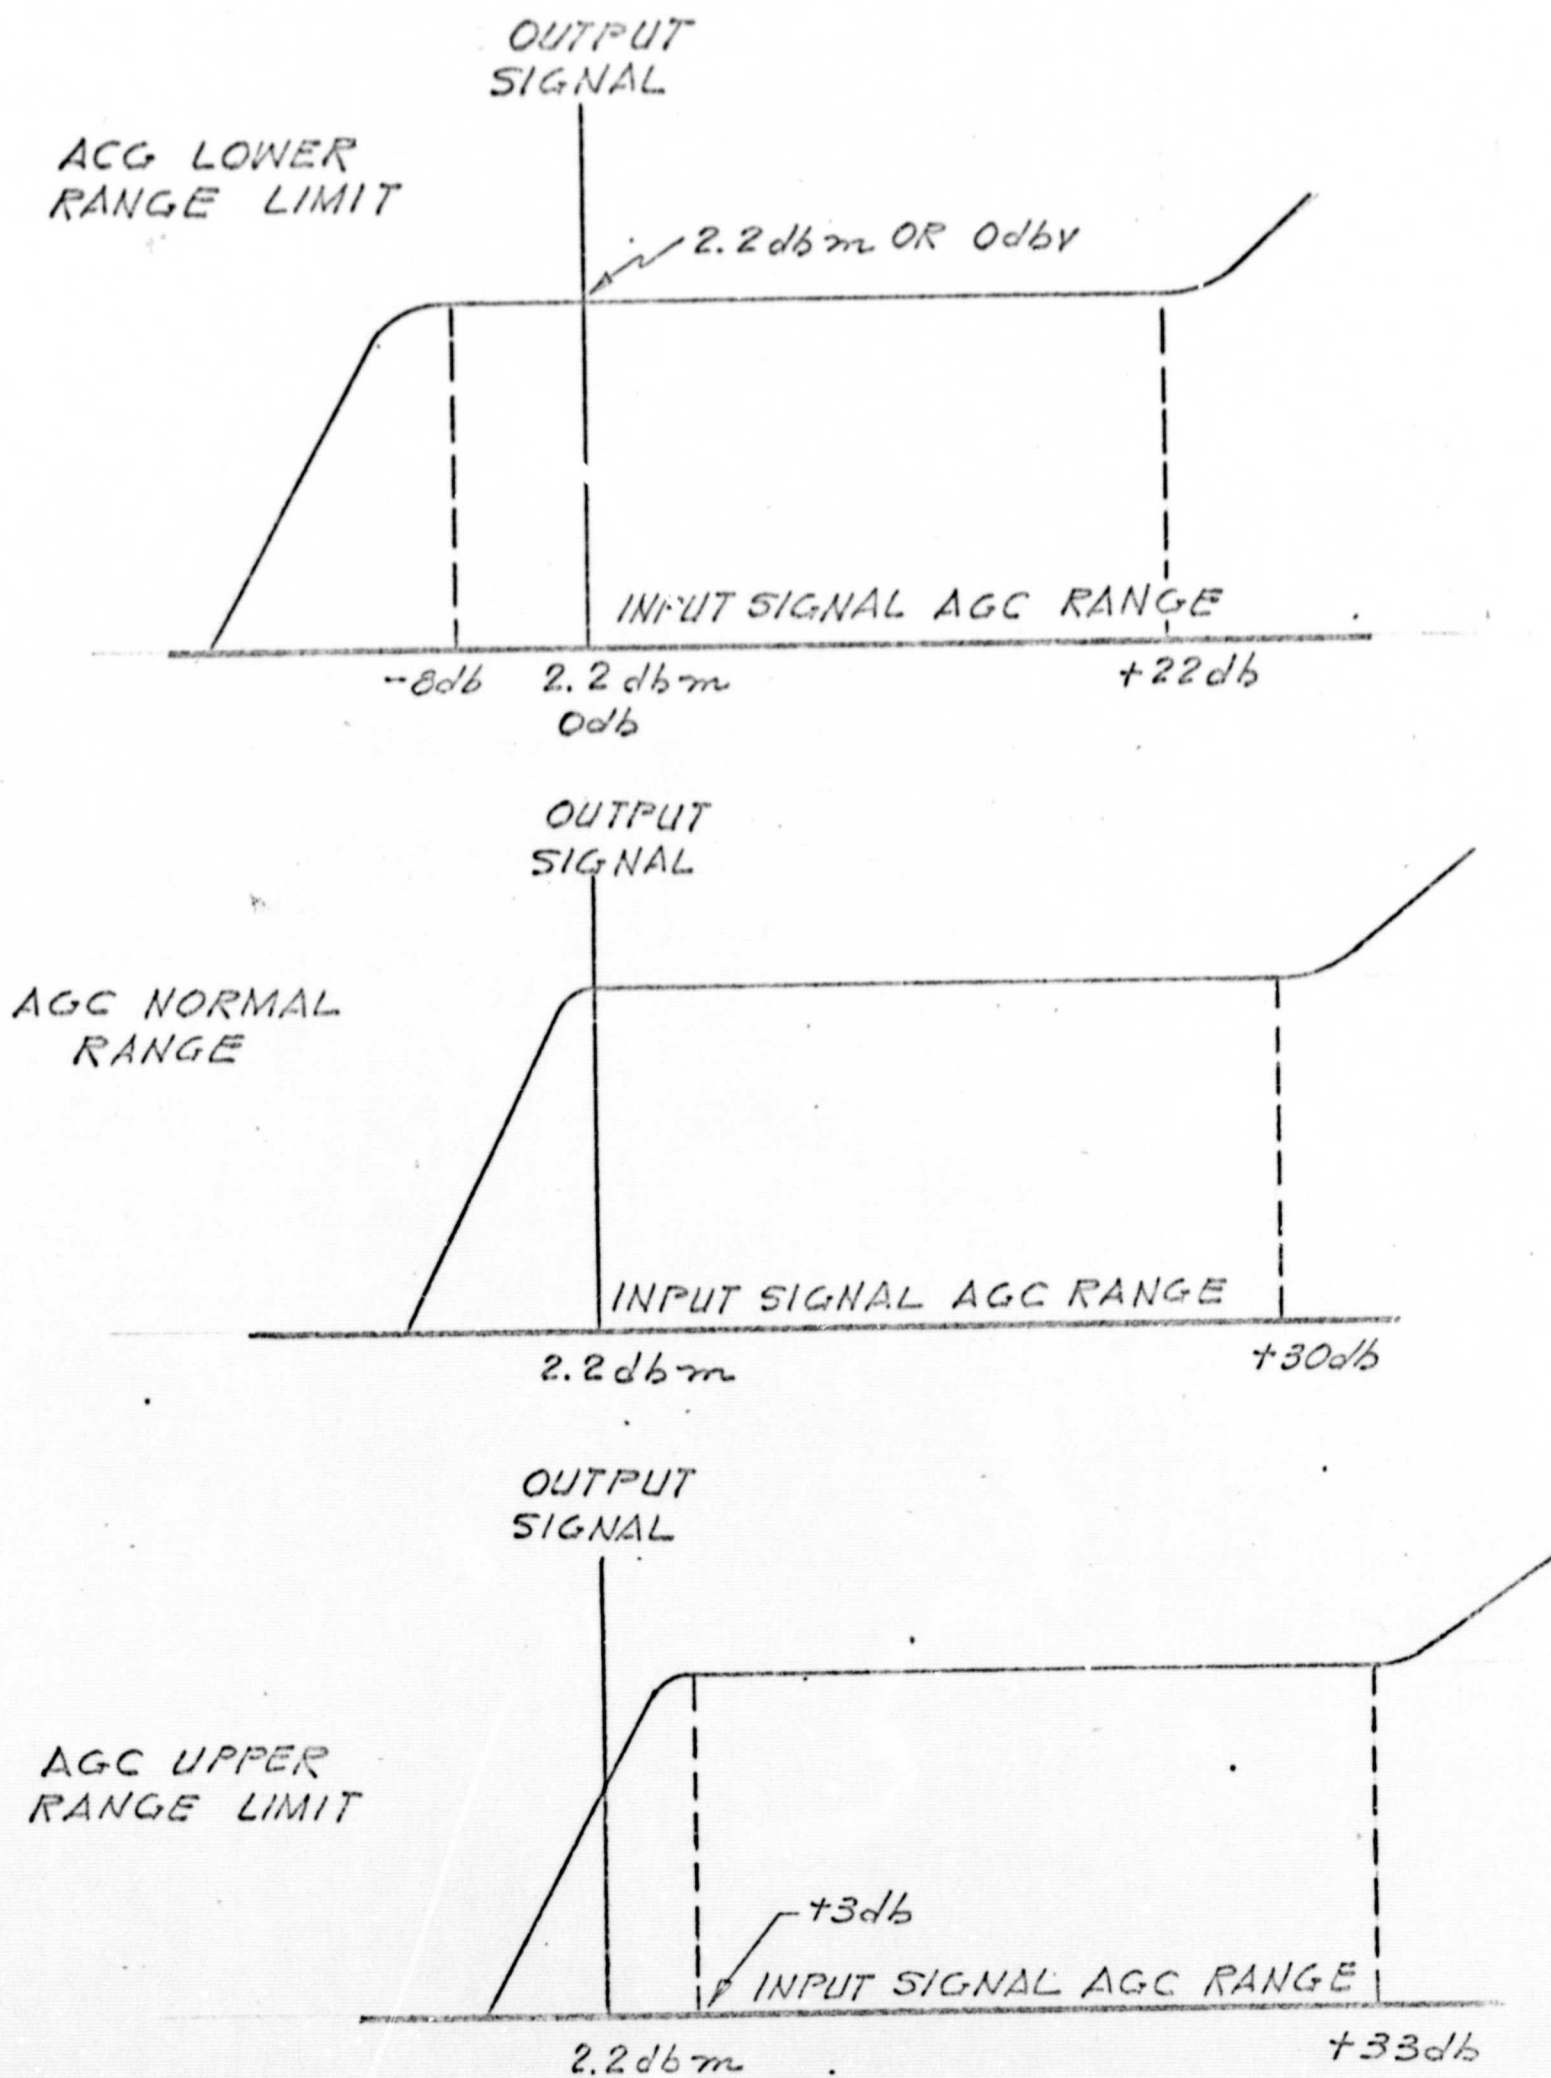 OUTPUT
SIGNAL
ACG LOWER
RANGE LIMIT
2.2dbm OR 0dbv
INPUT SIGNAL AGC RANGE
-8db
2.2 dbm
0db
+22db
OUTPUT
SIGNAL
AGC NORMAL
RANGE
INPUT SIGNAL AGC RANGE
2.2dbm
+30db
OUTPUT
SIGNAL
AGC UPPER
RANGE LIMIT
+3db
INPUT SIGNAL AGC RANGE
2.2dbm
+33db